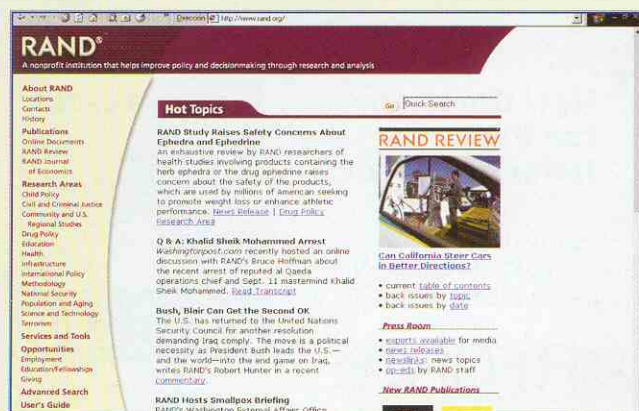 Dirección http://www.rand.org/
RAND®
A nonprofit institution that helps improve policy and decisionmaking through research and analysis
About RAND
Locations
Contacts
History
Publications
Online Documents
RAND Review
RAND Journal
of Economics
Research Areas
Child Policy
Civil and Criminal Justice
Community and U.S.
Regional Studies
Drug Policy
Education
Health
Infrastructure
International Policy
Methodology
National Security
Population and Aging
Science and Technology
Terrorism
Services and Tools
Opportunities
Employment
Education/Fellowships
Giving
Advanced Search
User's Guide
Hot Topics
RAND Study Raises Safety Concerns About
Ephedra and Ephedrine
An exhaustive review by RAND researchers of
health studies involving products containing the
herb ephedra or the drug ephedrine raises
concern about the safety of the products,
which are used by millions of American seeking
to promote weight loss or enhance athletic
performance. News Release | Drug Policy
Research Area
Q & A: Khalid Sheik Mohammed Arrest
Washingtonpost.com recently hosted an online
discussion with RAND's Bruce Hoffman about
the recent arrest of reputed al Qaeda
operations chief and Sept. 11 mastermind Khalid
Sheik Mohammed. Read Transcript
Bush, Blair Can Get the Second OK
The U.S. has returned to the United Nations
Security Council for another resolution
demanding Iraq comply. The move is a political
necessity as President Bush leads the U.S.—
and the world—into the end game on Iraq,
writes RAND's Robert Hunter in a recent
commentary.
RAND Hosts Smallpox Briefing
RAND's Washington External Affairs Office
Go Quick Search
RAND REVIEW
Can California Steer Cars
in Better Directions?
• current table of contents
• back issues by topic
• back issues by date
Press Room
• experts available for media
• news releases
• newslinks: news topics
• op-eds by RAND staff
New RAND Publications